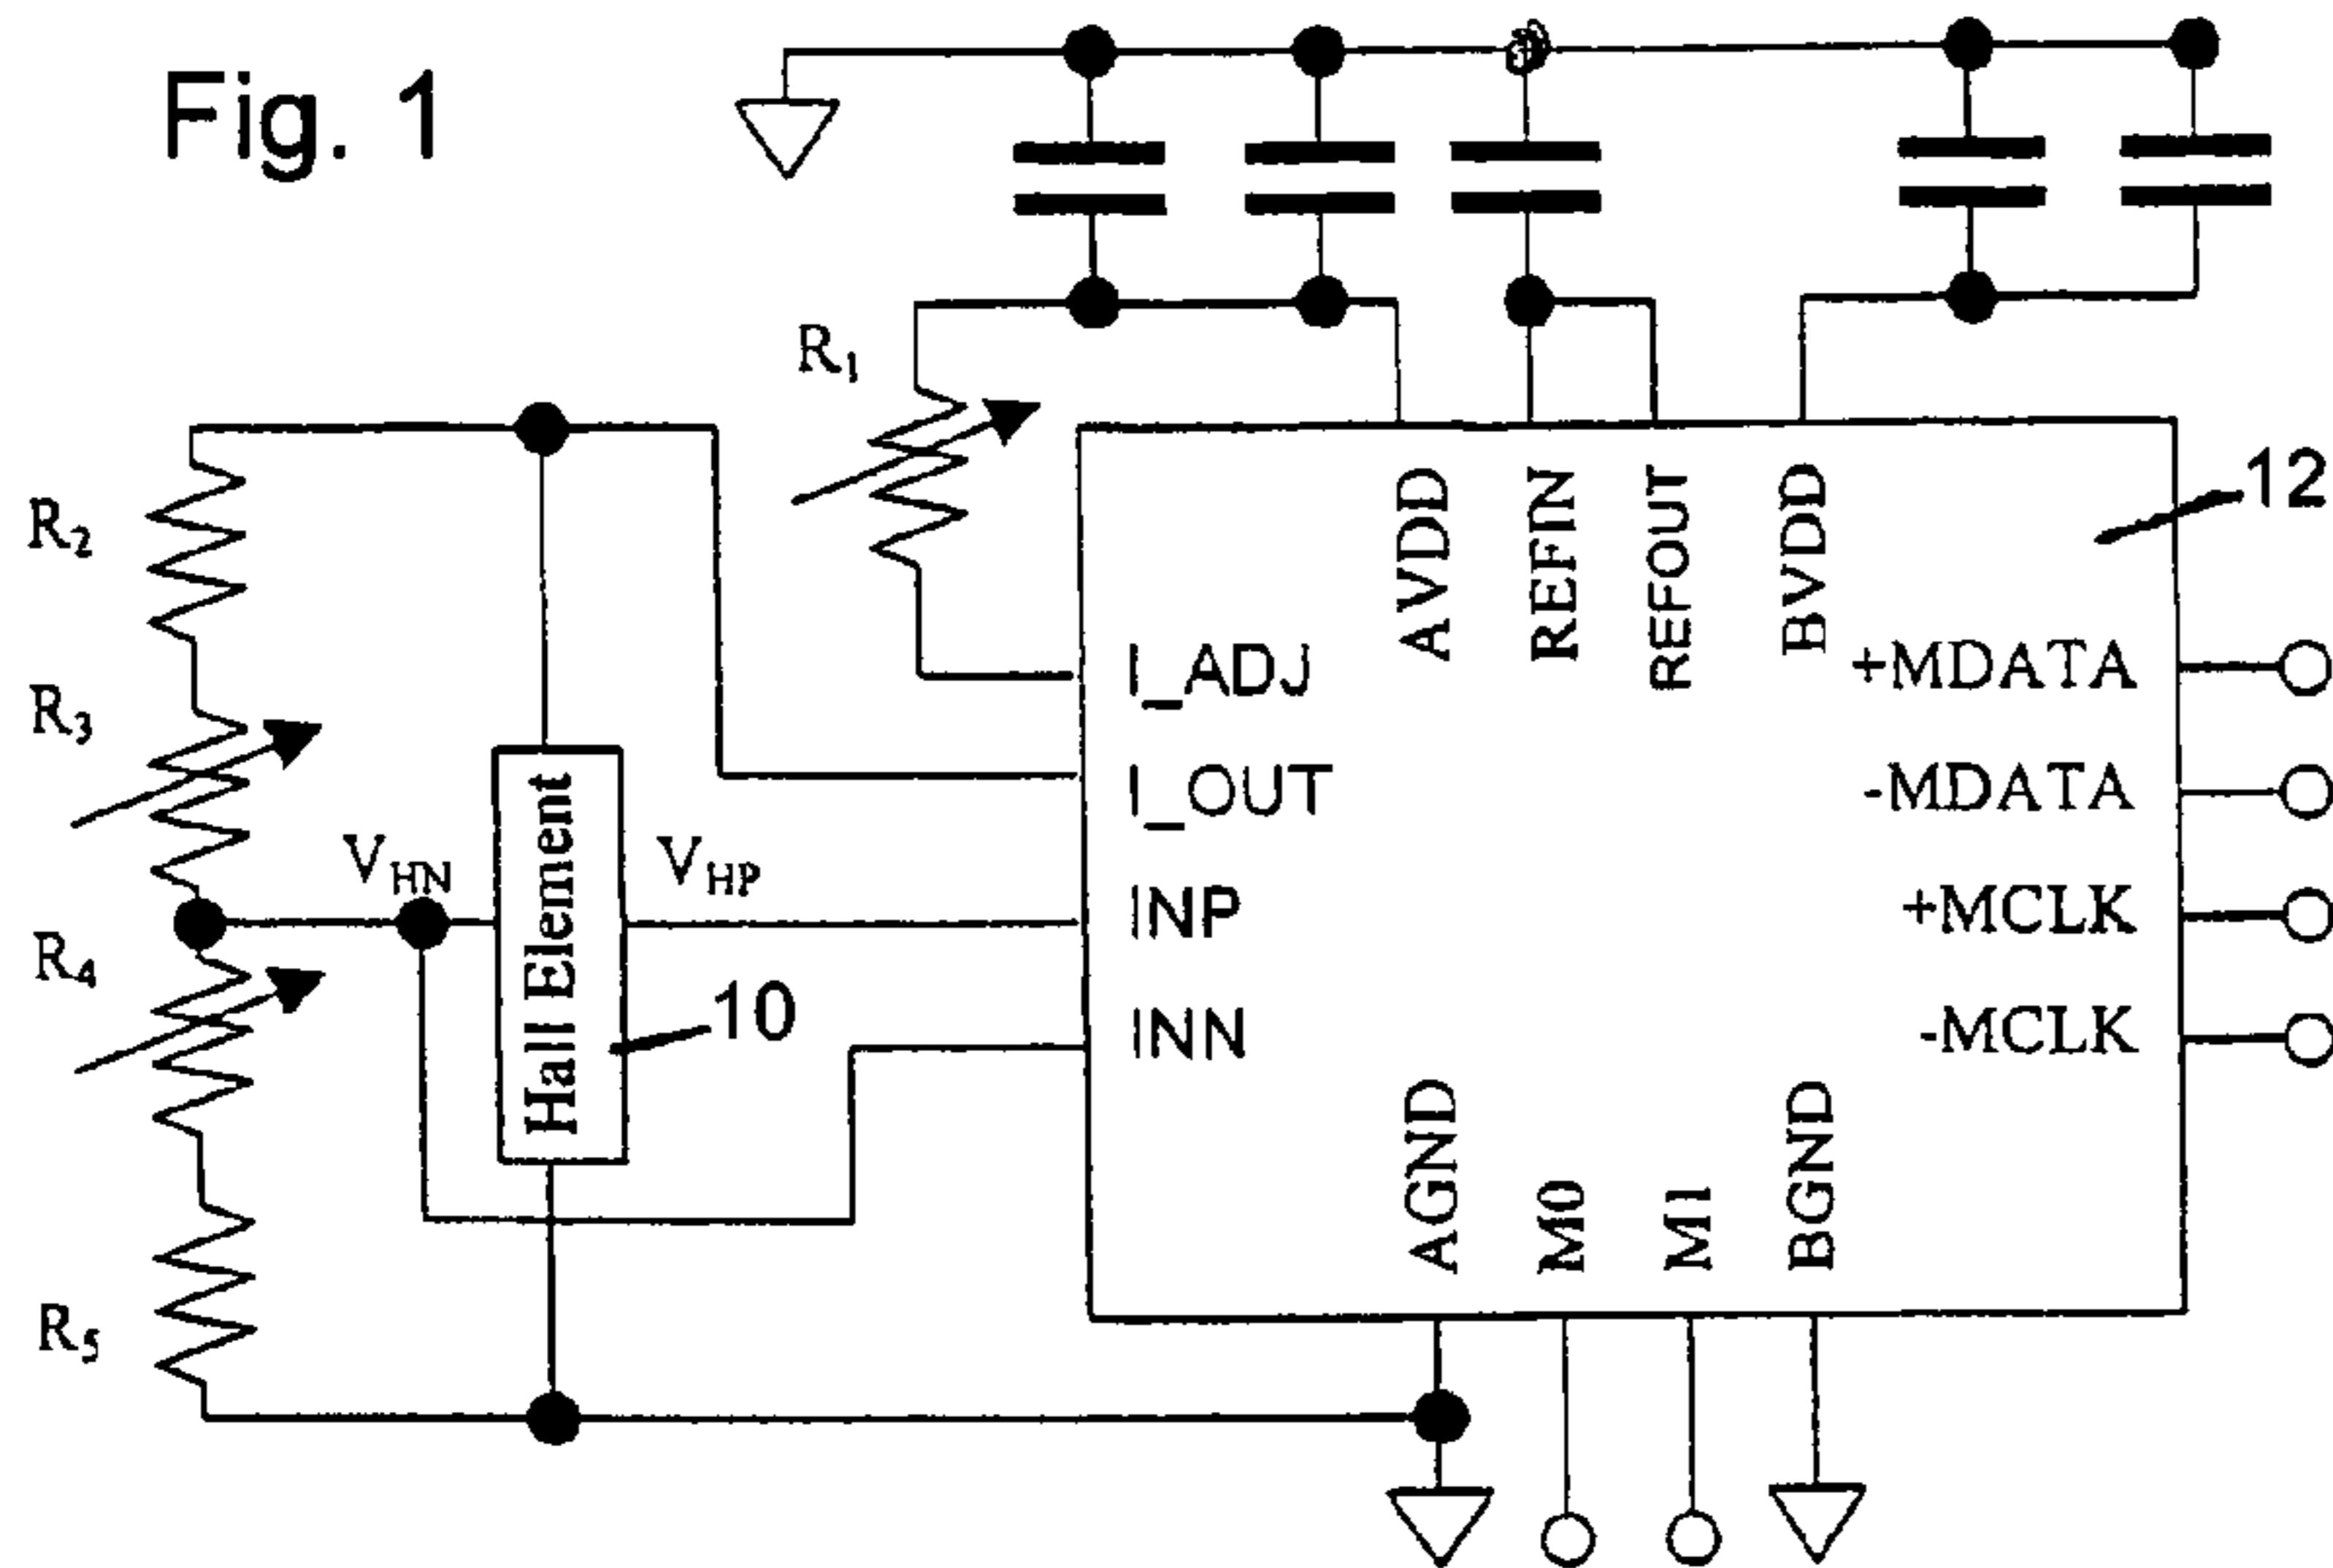 Fig. 1
R1
R2
R3
R4
R5
VHN
VHP
Hall Element
10
12
AVDD
REFIN
REFOUT
BVDD
I_ADJ
I_OUT
INP
INN
+MDATA
-MDATA
+MCLK
-MCLK
AGND
M0
M1
BGND